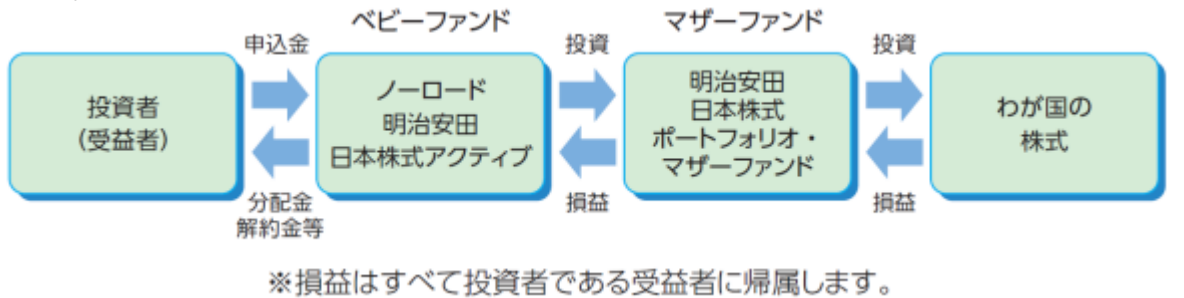 ベビーファンド
マザーファンド
申込金
投資
投資
投資者
(受益者)
ノーロード
明治安田
日本株式アクティブ
明治安田
日本株式
ポートフォリオ・
マザーファンド
わが国の
株式
分配金
解約金等
損益
損益
※損益はすべて投資者である受益者に帰属します。